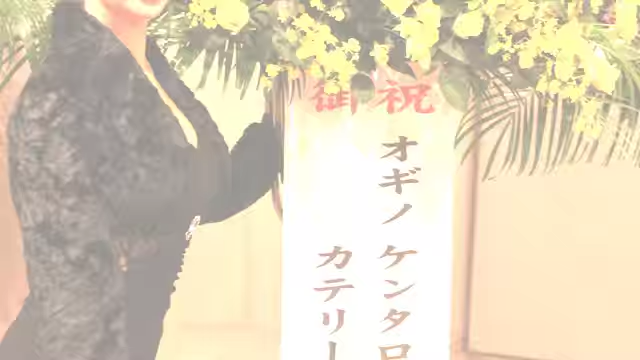 御祝
オギノ ケンタロ
カテリー